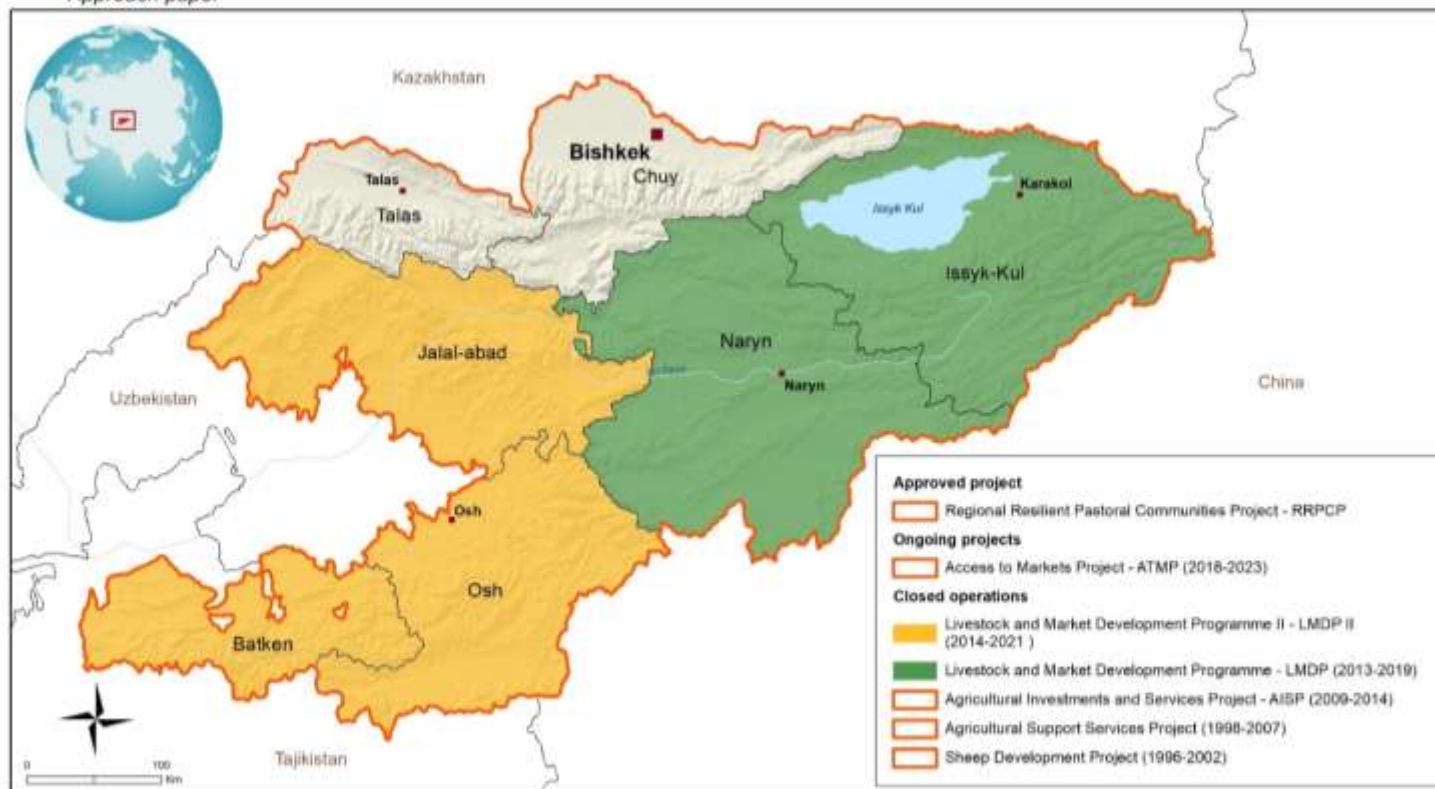 Approach paper
Kazakhstan
Bishkek
Chuy
Talas
Talas
Karakol
Issyk Kul
Issyk-Kul
Naryn
Naryn
Jalal-abad
Uzbekistan
China
Osh
Osh
Batken
Tajikistan
0 100
Km
Approved project
Regional Resilient Pastoral Communities Project - RRPCP
Ongoing projects
Access to Markets Project - ATMP (2018-2023)
Closed operations
Livestock and Market Development Programme II - LMDP II
(2014-2021 )
Livestock and Market Development Programme - LMDP (2013-2019)
Agricultural Investments and Services Project - AISP (2009-2014)
Agricultural Support Services Project (1998-2007)
Sheep Development Project (1996-2002)